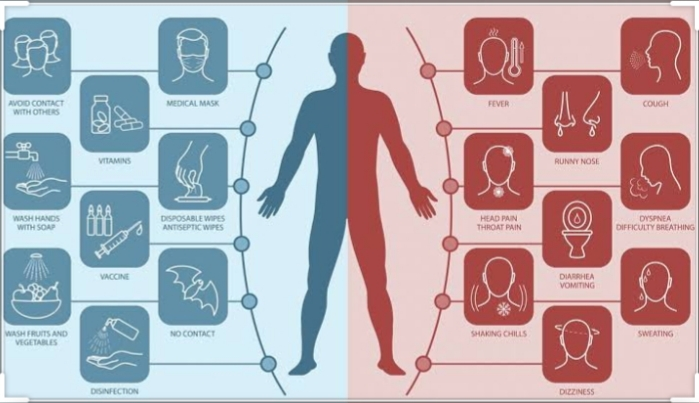 AVOID CONTACT
WITH OTHERS
MEDICAL MASK
VITAMINS
WASH HANDS
WITH SOAP
DISPOSABLE WIPES
ANTISEPTIC WIPES
VACCINE
WASH FRUITS AND
VEGETABLES
NO CONTACT
DISINFECTION
FEVER
COUGH
RUNNY NOSE
HEAD PAIN
THROAT PAIN
DYSPNEA
DIFFICULTY BREATHING
DIARRHEA
VOMITING
SHAKING CHILLS
SWEATING
DIZZINESS